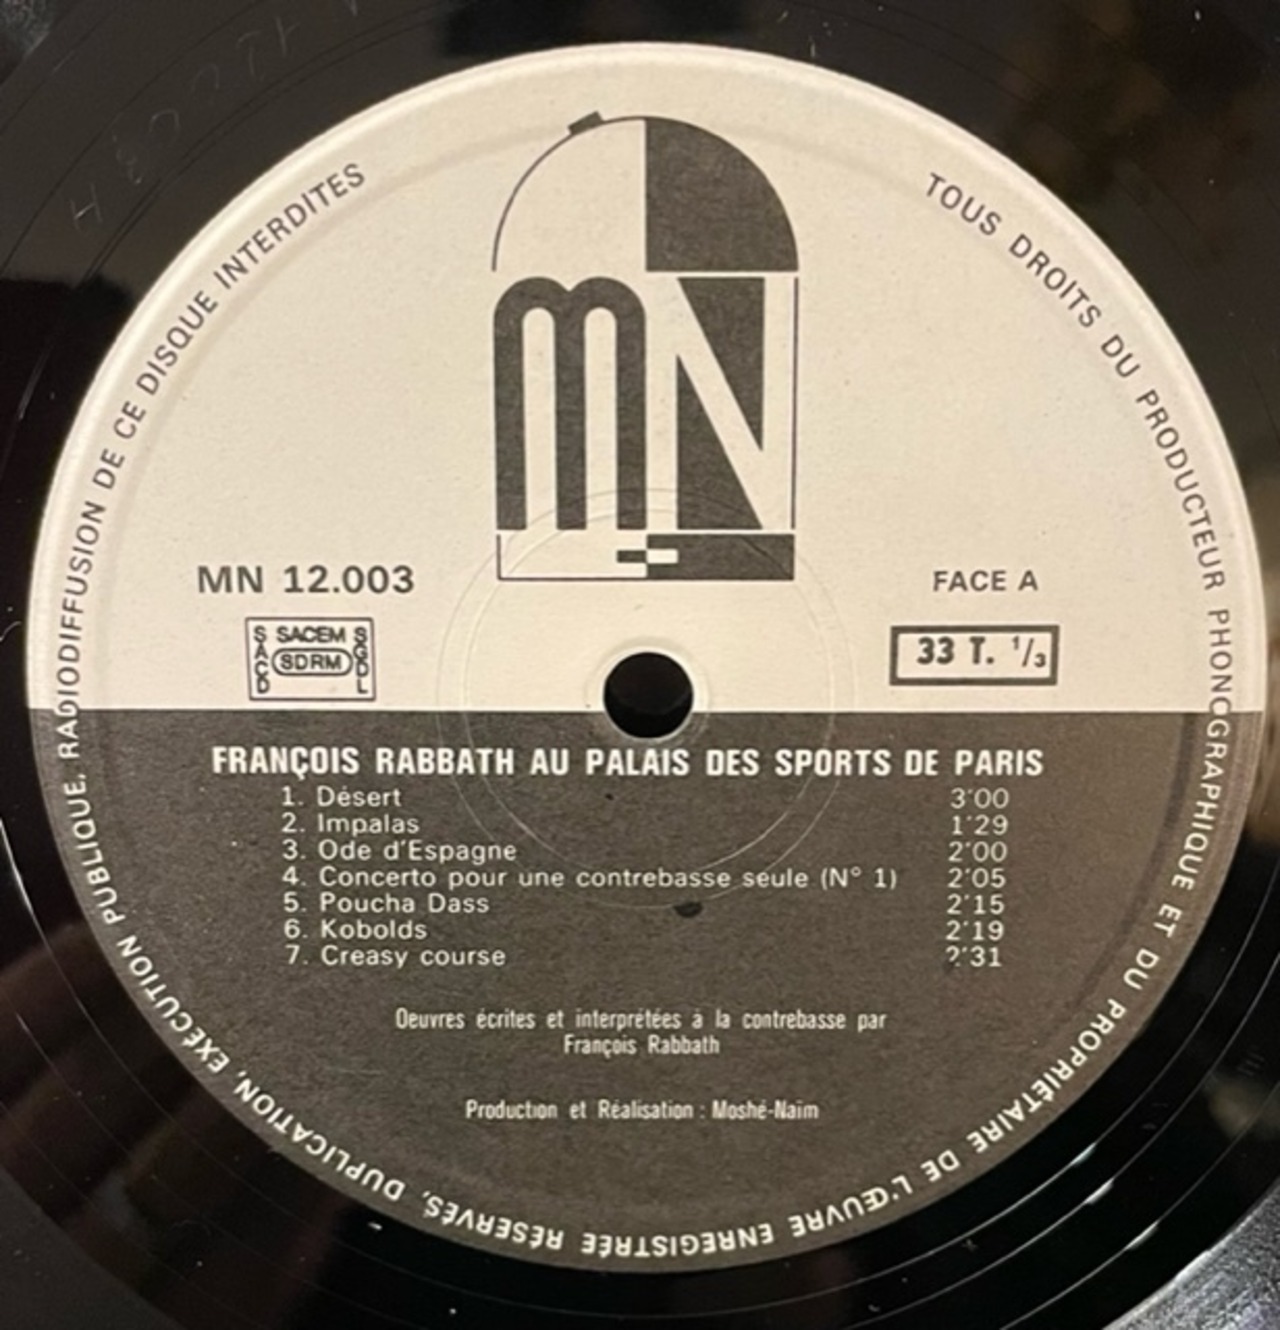 TOUS DROITS DU PRODUCTEUR PHONOGRAPHIQUE ET DU PROPRIÉTAIRE DE L'ŒUVRE ENREGISTRÉE RÉSERVÉS. DUPLICATION, EXÉCUTION PUBLIQUE, RADIODIFFUSION DE CE DISQUE INTERDITES
MN
MN 12.003
FACE A
SACD SACEM SGDL
SDRM
33 T. 1/3
FRANÇOIS RABBATH AU PALAIS DES SPORTS DE PARIS
1. Désert 3'00
2. Impalas 1'29
3. Ode d'Espagne 2'00
4. Concerto pour une contrebasse seule (N° 1) 2'05
5. Poucha Dass 2'15
6. Kobolds 2'19
7. Creasy course 2'31
Oeuvres écrites et interprétées à la contrebasse par
François Rabbath
Production et Réalisation : Moshé-Naïm